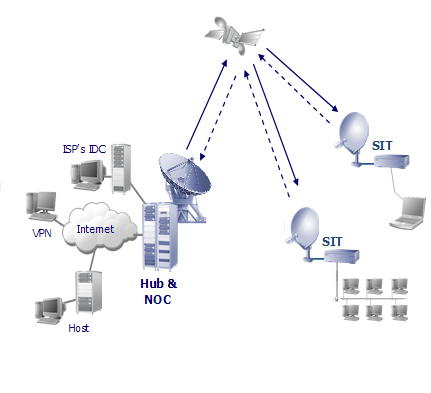 ISP's IDC
SIT
VPN
Internet
SIT
Hub &
NOC
Host